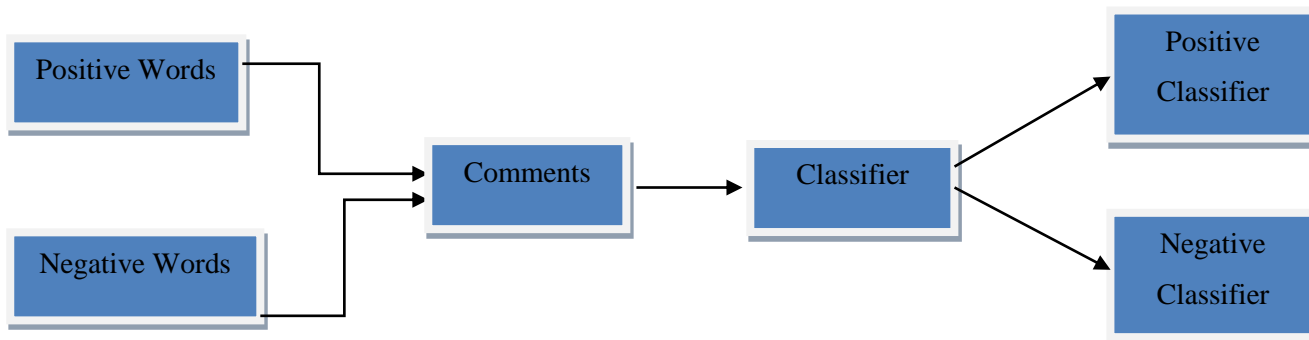 Positive Words
Negative Words
Comments
Classifier
Positive
Classifier
Negative
Classifier